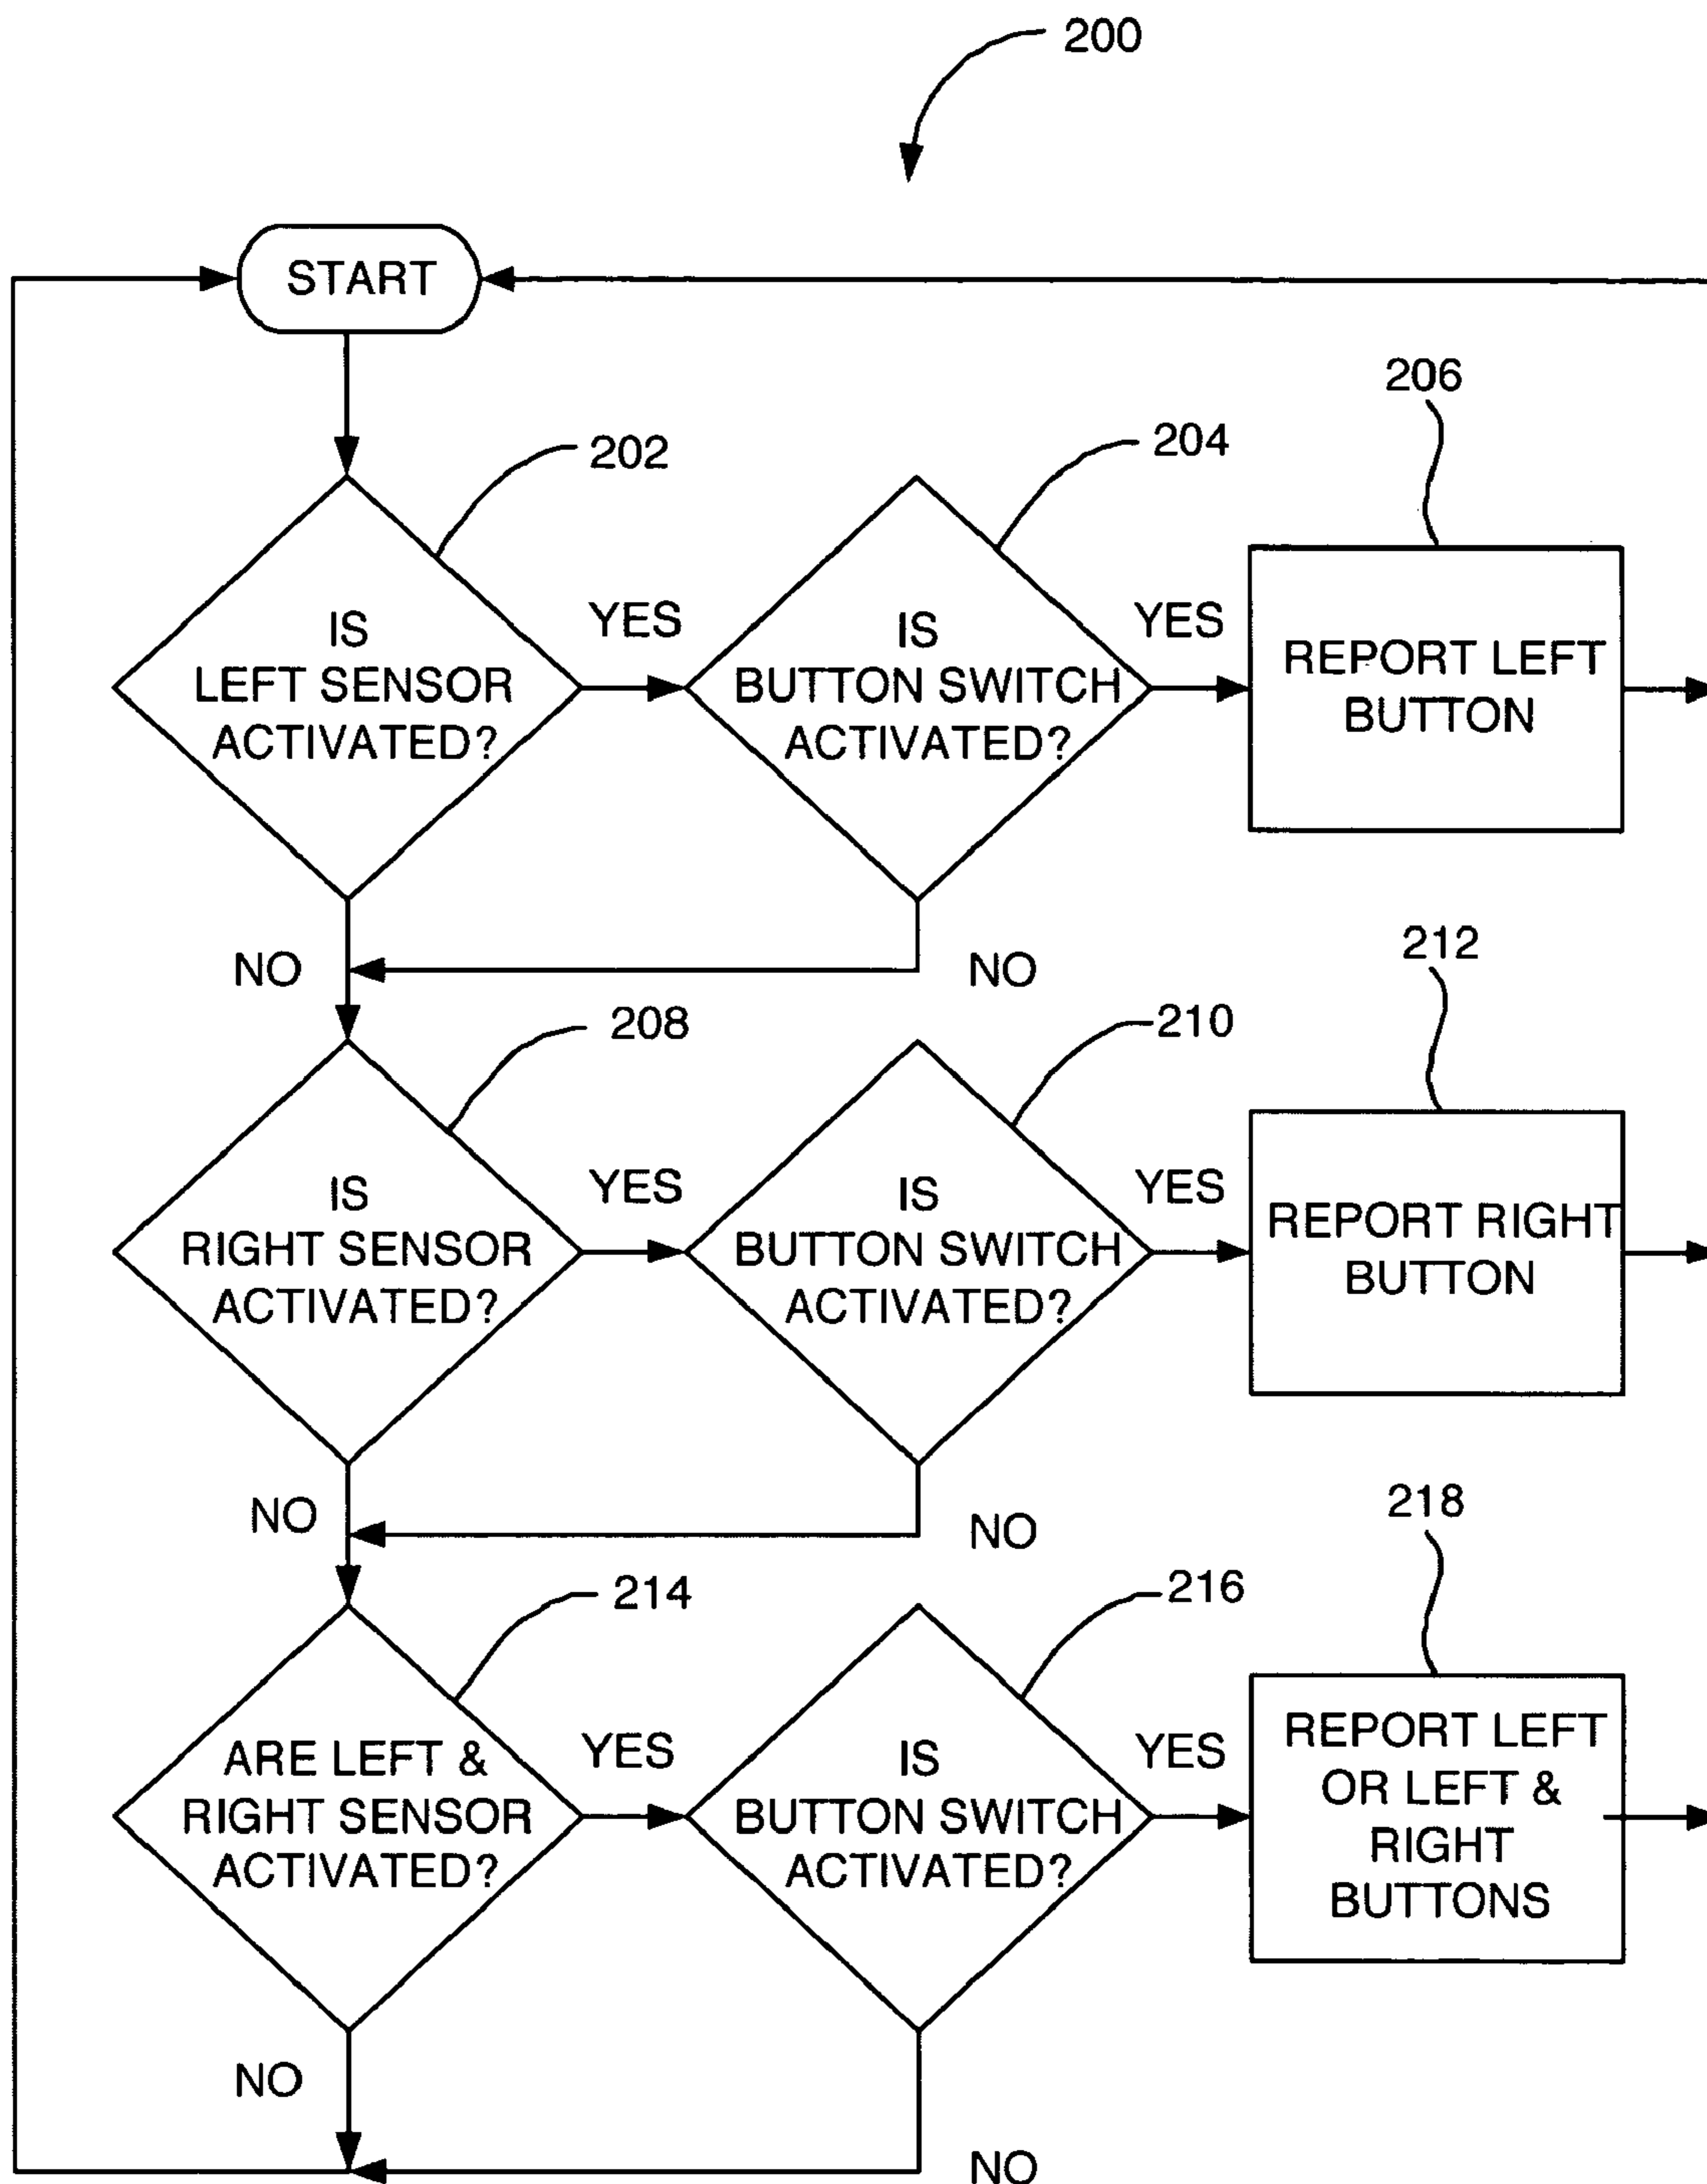 200
START
206
202
204
IS
LEFT SENSOR
ACTIVATED?
YES
IS
BUTTON SWITCH
ACTIVATED?
YES
REPORT LEFT
BUTTON
NO
NO
212
208
210
IS
RIGHT SENSOR
ACTIVATED?
YES
IS
BUTTON SWITCH
ACTIVATED?
YES
REPORT RIGHT
BUTTON
NO
NO
218
214
216
ARE LEFT &
RIGHT SENSOR
ACTIVATED?
YES
IS
BUTTON SWITCH
ACTIVATED?
YES
REPORT LEFT
OR LEFT &
RIGHT
BUTTONS
NO
NO